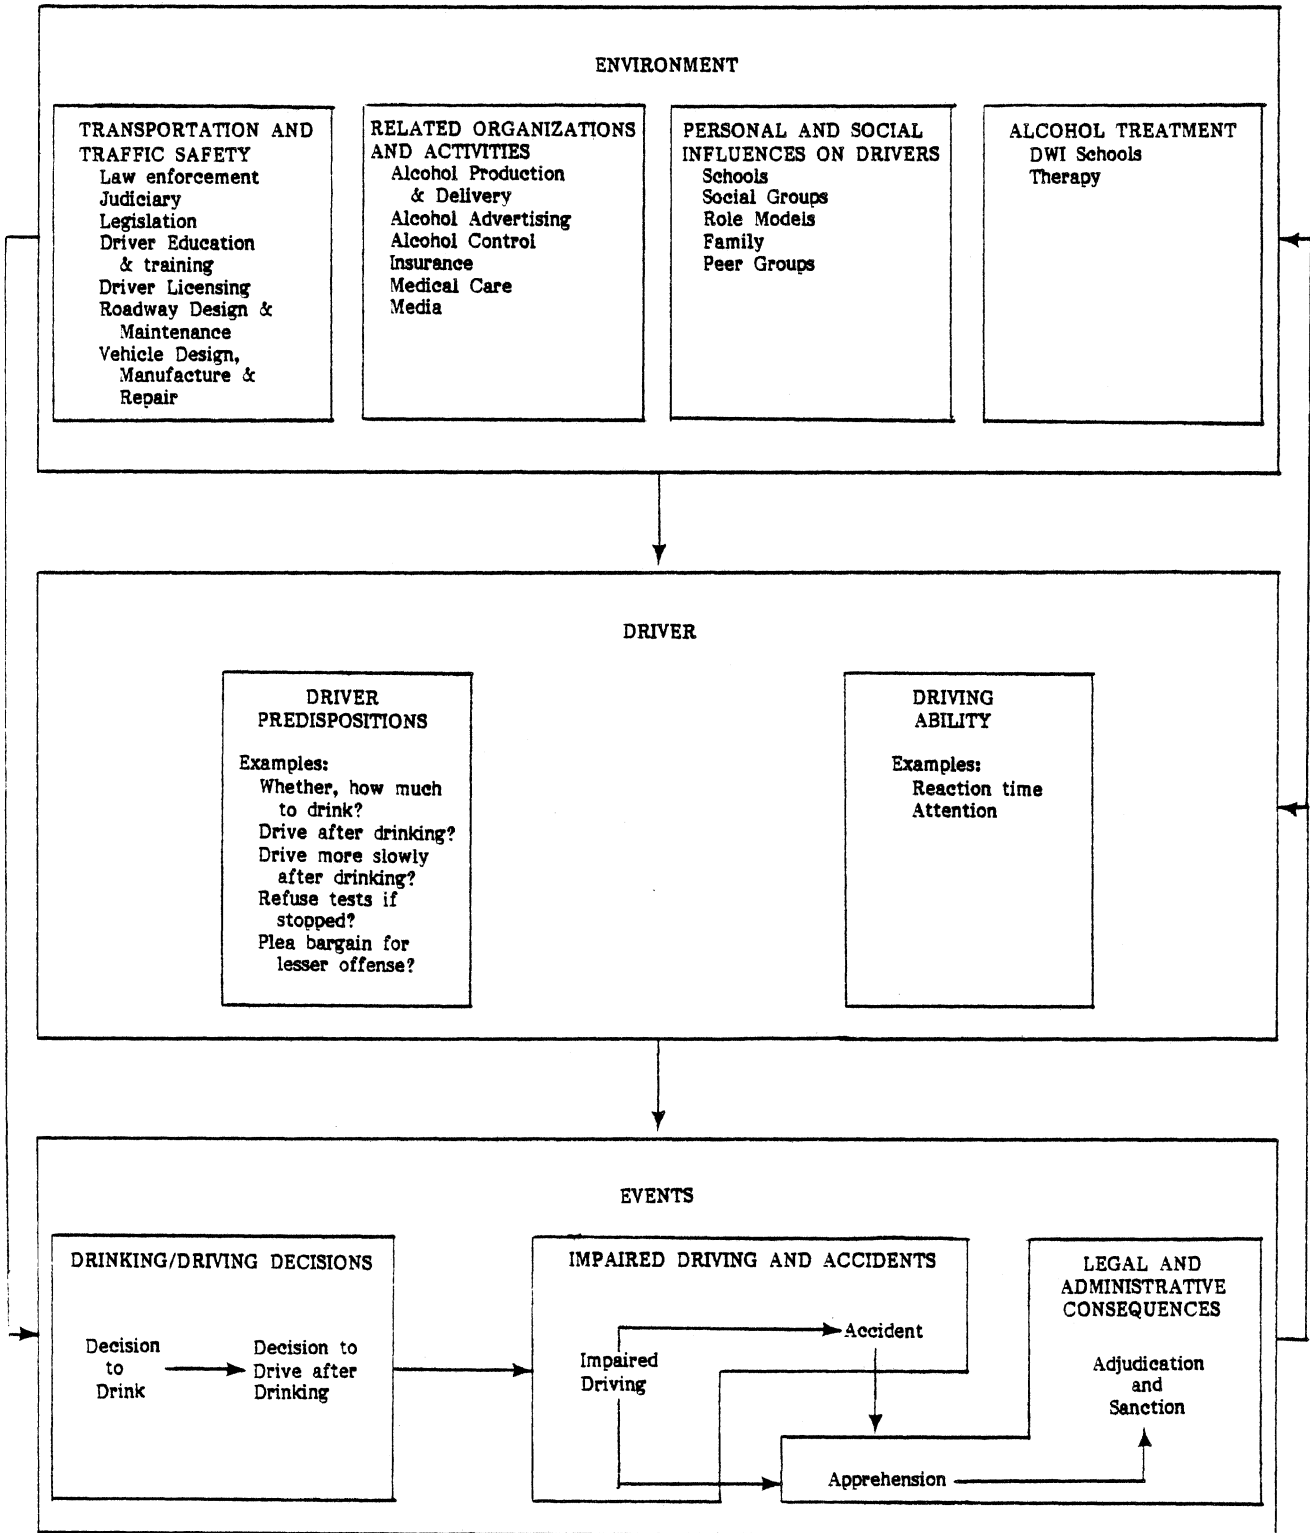 ENVIRONMENT
TRANSPORTATION AND
TRAFFIC SAFETY
Law enforcement
Judiciary
Legislation
Driver Education
& training
Driver Licensing
Roadway Design &
Maintenance
Vehicle Design,
Manufacture &
Repair
RELATED ORGANIZATIONS
AND ACTIVITIES
Alcohol Production
& Delivery
Alcohol Advertising
Alcohol Control
Insurance
Medical Care
Media
PERSONAL AND SOCIAL
INFLUENCES ON DRIVERS
Schools
Social Groups
Role Models
Family
Peer Groups
ALCOHOL TREATMENT
DWI Schools
Therapy
DRIVER
DRIVER
PREDISPOSITIONS
Examples:
Whether, how much
to drink?
Drive after drinking?
Drive more slowly
after drinking?
Refuse tests if
stopped?
Plea bargain for
lesser offense?
DRIVING
ABILITY
Examples:
Reaction time
Attention
EVENTS
DRINKING/DRIVING DECISIONS
Decision
to
Drink
Decision to
Drive after
Drinking
IMPAIRED DRIVING AND ACCIDENTS
Impaired
Driving
Accident
LEGAL AND
ADMINISTRATIVE
CONSEQUENCES
Adjudication
and
Sanction
Apprehension